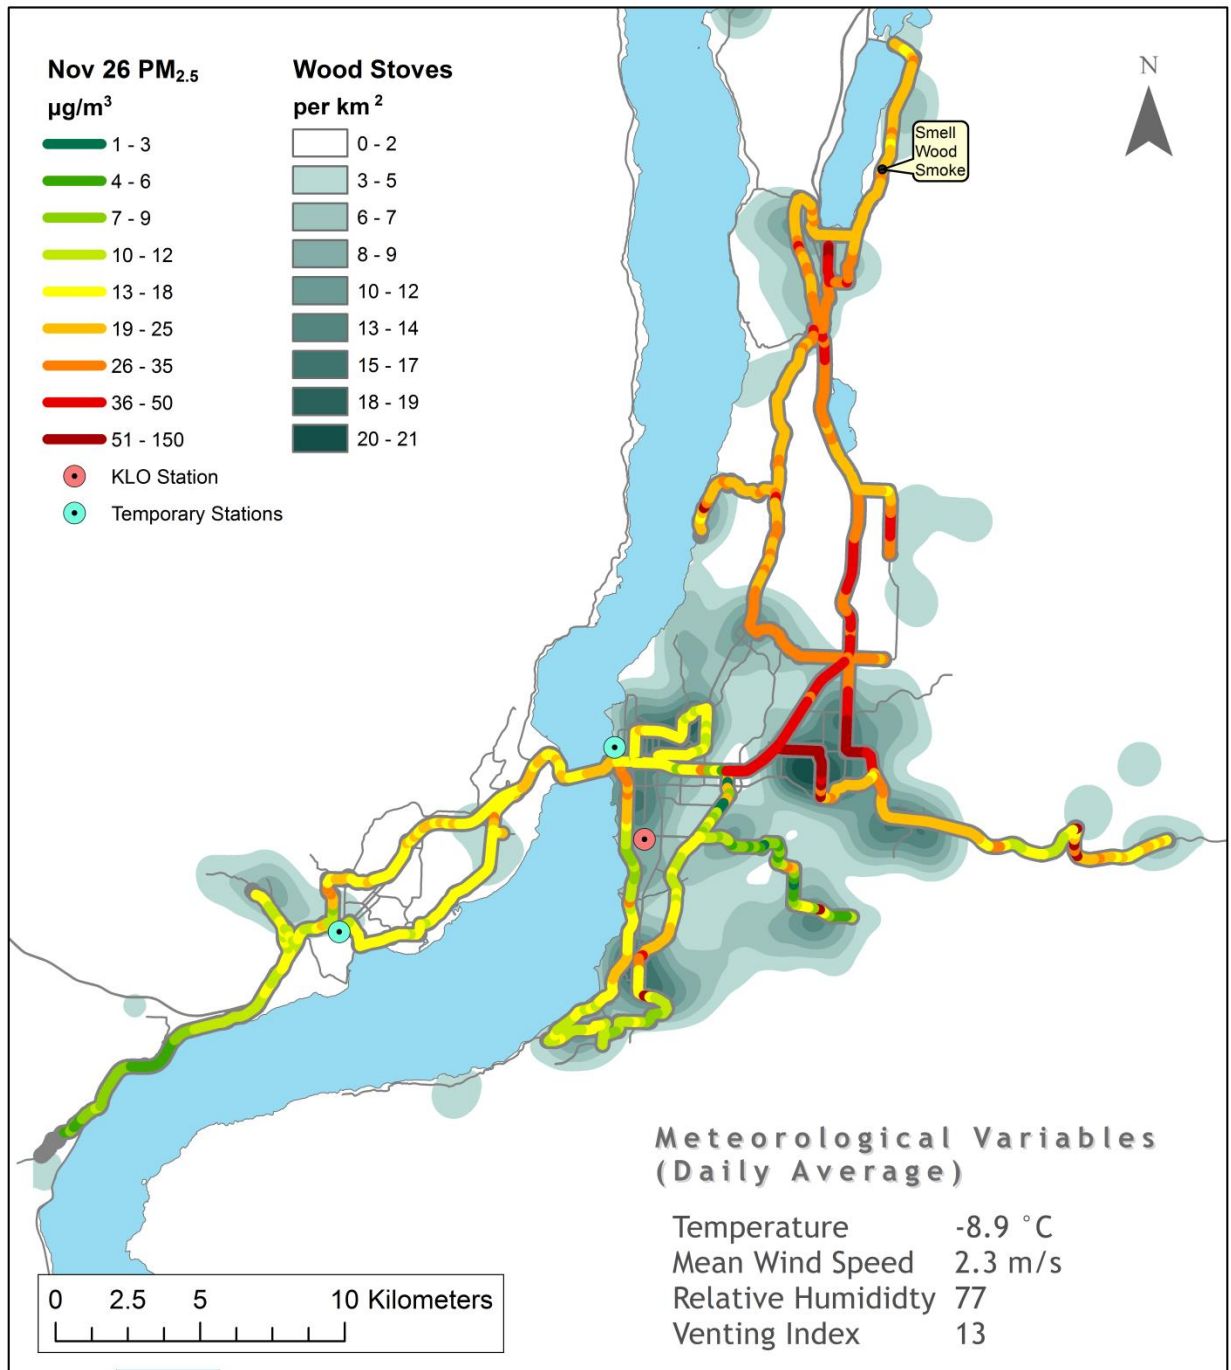 Nov 26 PM2.5
µg/m³
1 - 3
4 - 6
7 - 9
10 - 12
13 - 18
19 - 25
26 - 35
36 - 50
51 - 150
KLO Station
Temporary Stations
Wood Stoves
per km ²
0 - 2
3 - 5
6 - 7
8 - 9
10 - 12
13 - 14
15 - 17
18 - 19
20 - 21
N
Smell
Wood
Smoke
Meteorological Variables
(Daily Average)
Temperature -8.9 °C
Mean Wind Speed 2.3 m/s
Relative Humididty 77
Venting Index 13
0 2.5 5 10 Kilometers